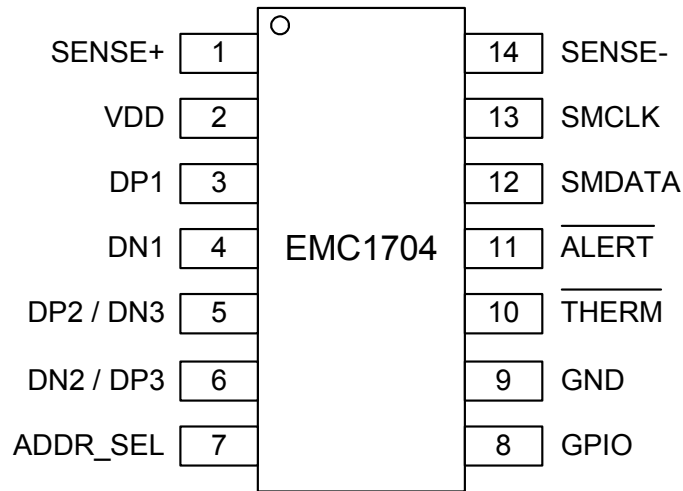 SENSE+ 1 14 SENSE-
VDD 2 13 SMCLK
DP1 3 12 SMDATA
DN1 4 EMC1704 11 ALERT
DP2 / DN3 5 10 THERM
DN2 / DP3 6 9 GND
ADDR_SEL 7 8 GPIO